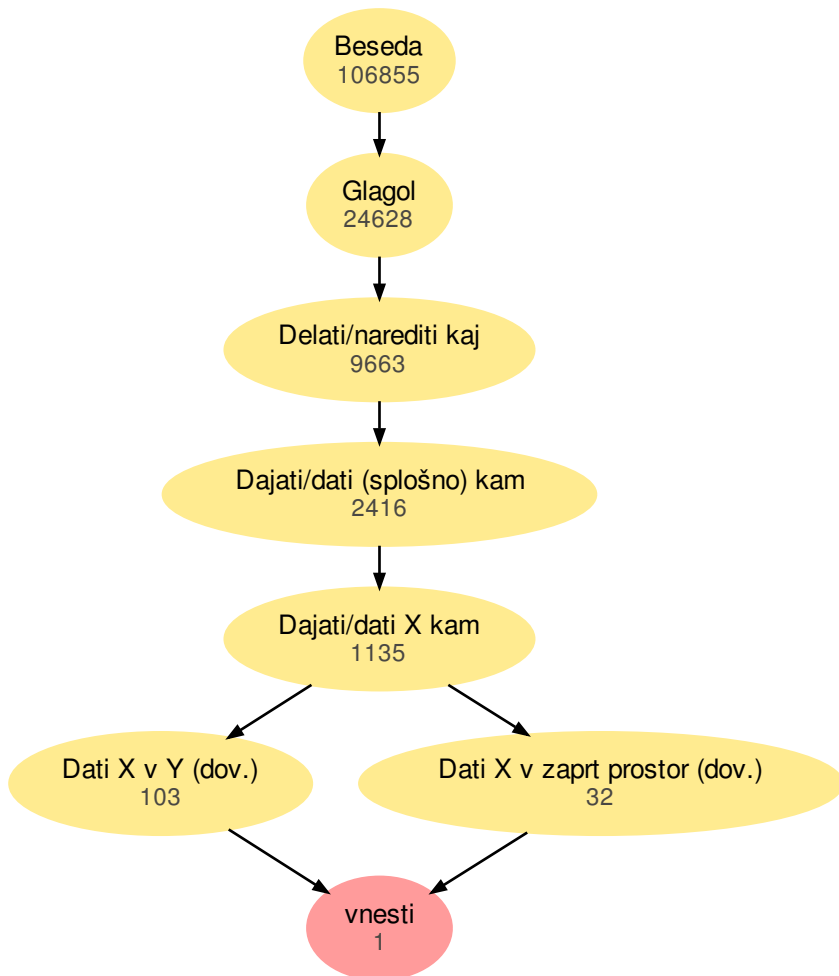 Beseda
106855
Glagol
24628
Delati/narediti kaj
9663
Dajati/dati (splošno) kam
2416
Dajati/dati X kam
1135
Dati X v Y (dov.)
103
Dati X v zaprt prostor (dov.)
32
vnesti
1